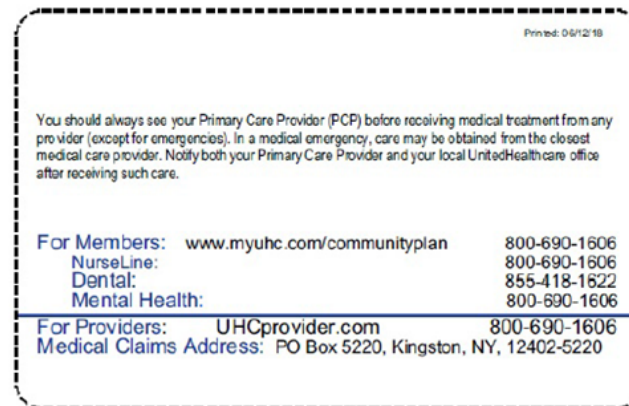 Printed: 06/12/18
You should always see your Primary Care Provider (PCP) before receiving medical treatment from any
provider (except for emergencies). In a medical emergency, care may be obtained from the closest
medical care provider. Notify both your Primary Care Provider and your local UnitedHealthcare office
after receiving such care.
For Members: www.myuhc.com/communityplan 800-690-1606
NurseLine: 800-690-1606
Dental: 855-418-1622
Mental Health: 800-690-1606
For Providers: UHCprovider.com 800-690-1606
Medical Claims Address: PO Box 5220, Kingston, NY, 12402-5220